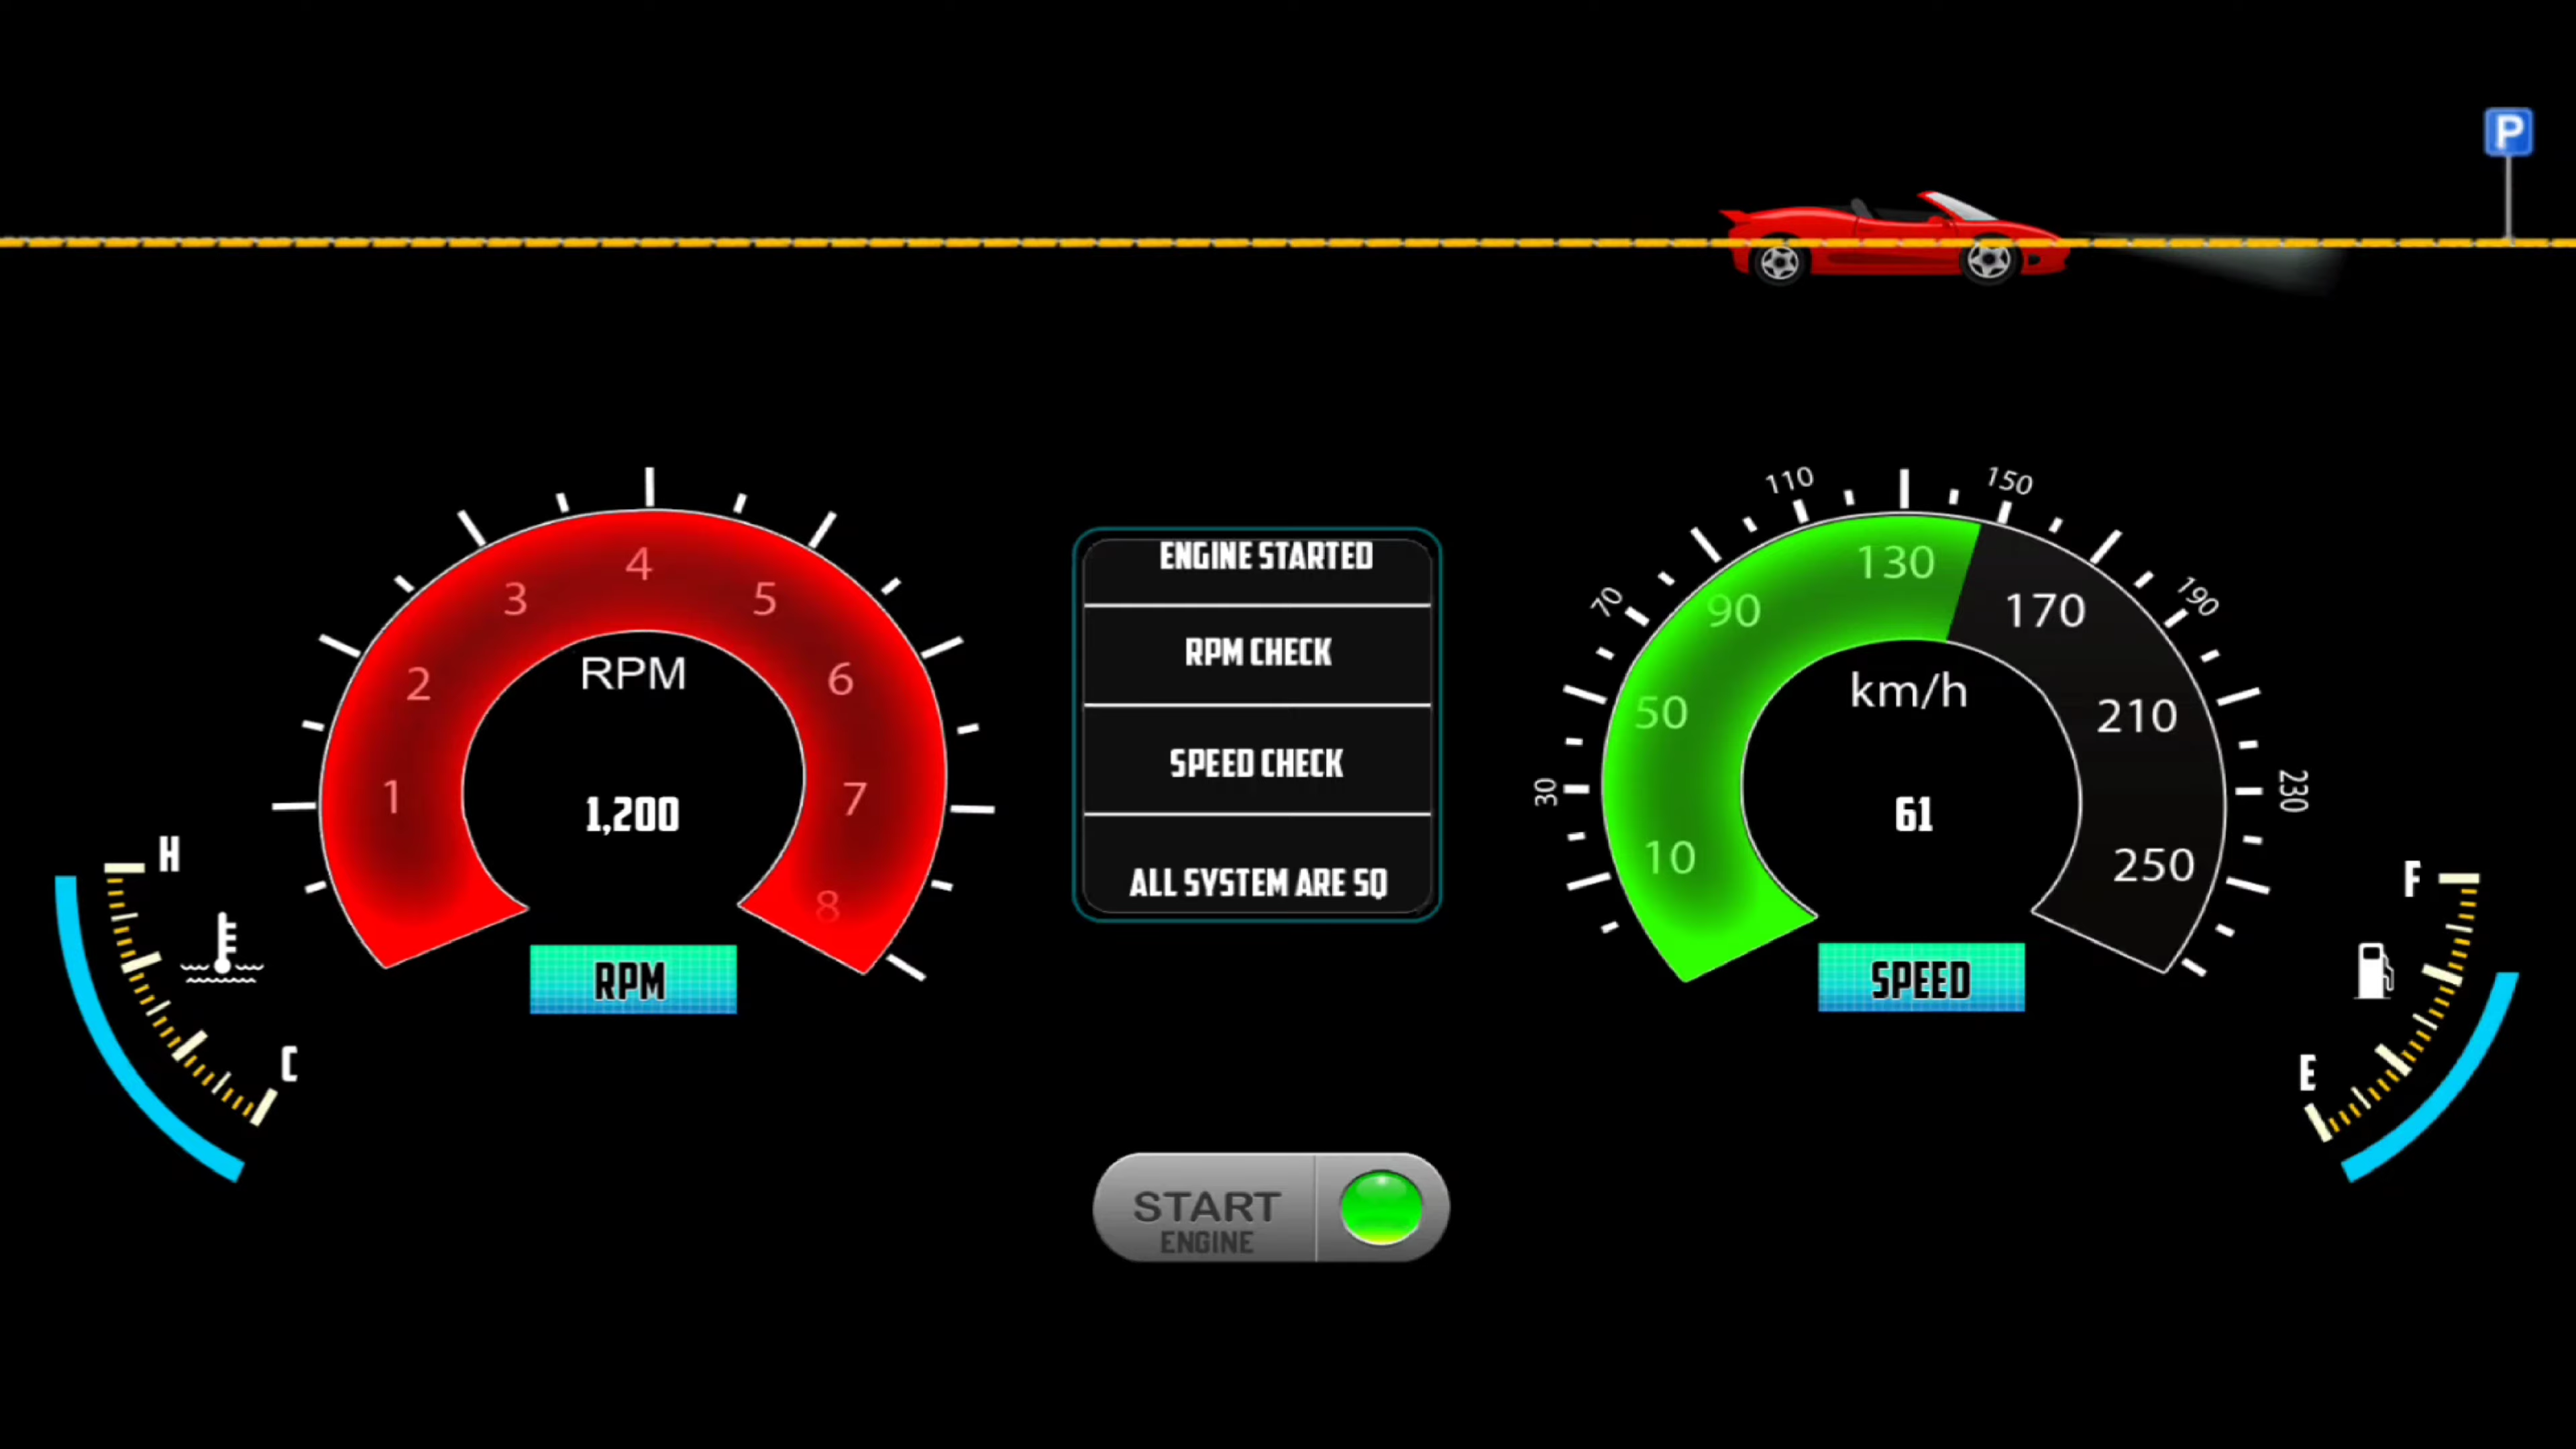 P
110
150
130
4
3
5
70
90
170
190
ENGINE STARTED
RPM CHECK
SPEED CHECK
ALL SYSTEM ARE SQ
2
RPM
6
50
km/h
210
1
1,200
7
30
61
230
H
10
250
F
8
RPM
SPEED
C
E
START
ENGINE